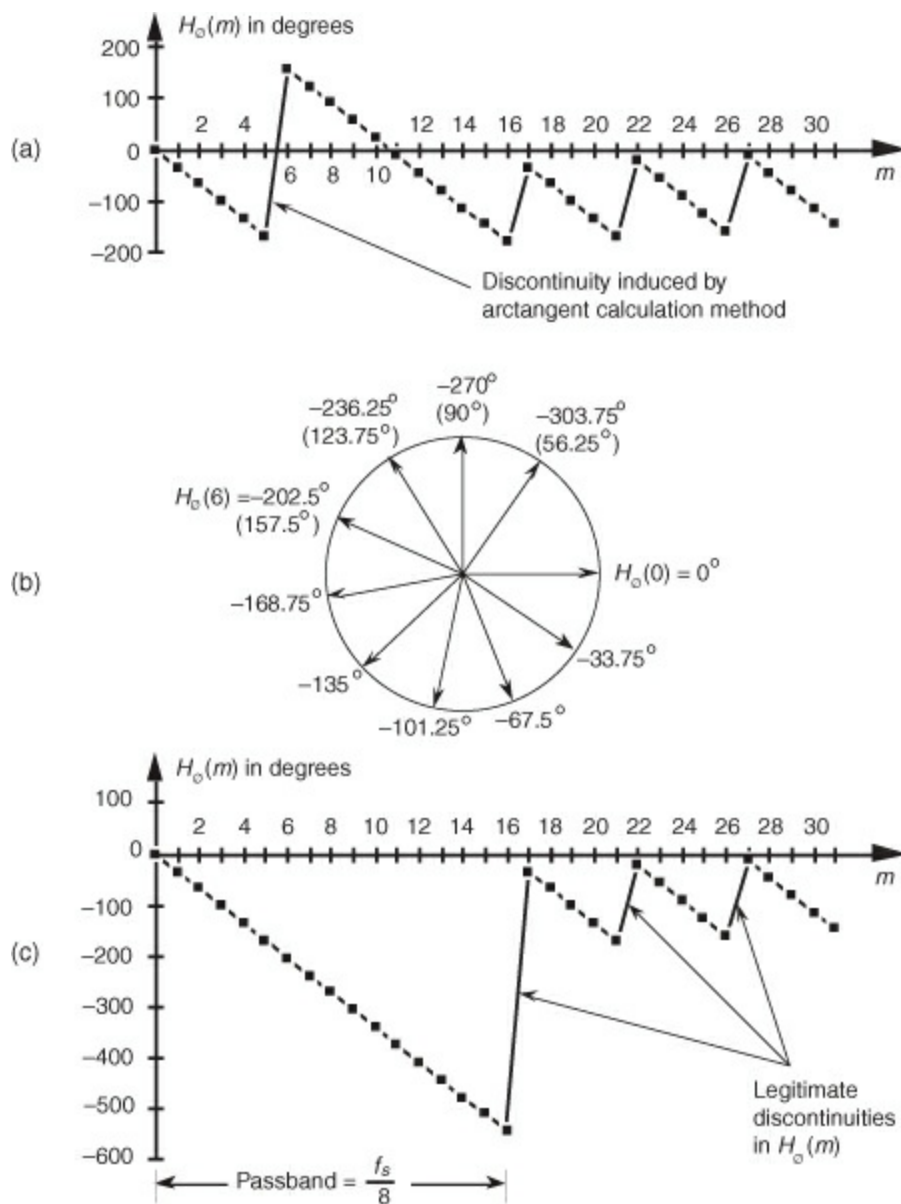 H⌀(m) in degrees
200
100
0
–100
–200
2 4 12 14 16 18 20 22 24 26 28 30
6 8 10
m
(a)
Discontinuity induced by
arctangent calculation method
(b)
–270°
(90°)
–236.25°
(123.75°)
–303.75°
(56.25°)
H⌀(6) =–202.5°
(157.5°)
H⌀(0) = 0°
–168.75°
–33.75°
–135°
–101.25°
–67.5°
H⌀(m) in degrees
100
0
–100
–200
–300
–400
–500
–600
2 4 6 8 10 12 14 16 18 20 22 24 26 28 30
m
(c)
Legitimate
discontinuities
in H⌀(m)
Passband = fs/8